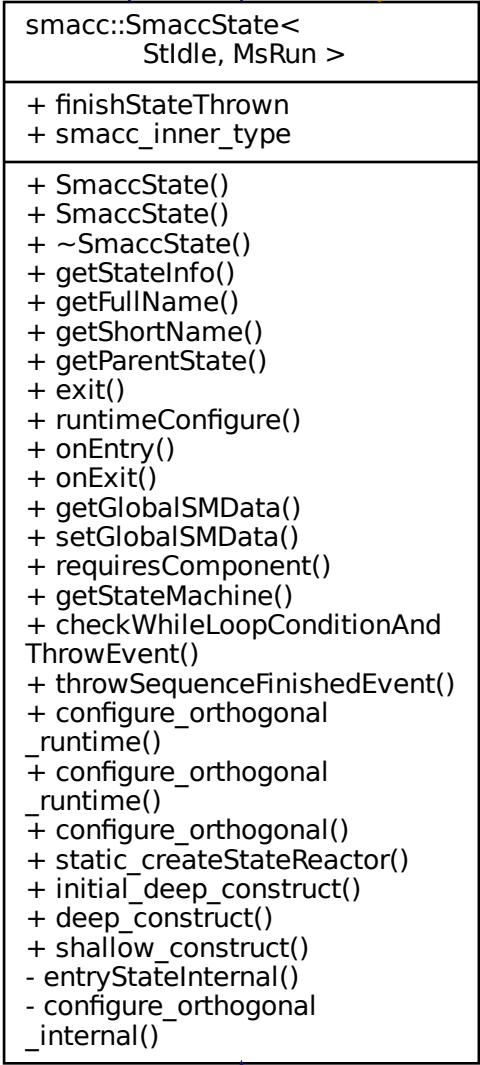 smacc::SmaccState<
StIdle, MsRun >
+ finishStateThrown
+ smacc_inner_type
+ SmaccState()
+ SmaccState()
+ ~SmaccState()
+ getStateInfo()
+ getFullName()
+ getShortName()
+ getParentState()
+ exit()
+ runtimeConfigure()
+ onEntry()
+ onExit()
+ getGlobalSMData()
+ setGlobalSMData()
+ requiresComponent()
+ getStateMachine()
+ checkWhileLoopConditionAnd
ThrowEvent()
+ throwSequenceFinishedEvent()
+ configure_orthogonal
_runtime()
+ configure_orthogonal
_runtime()
+ configure_orthogonal()
+ static_createStateReactor()
+ initial_deep_construct()
+ deep_construct()
+ shallow_construct()
- entryStateInternal()
- configure_orthogonal
_internal()